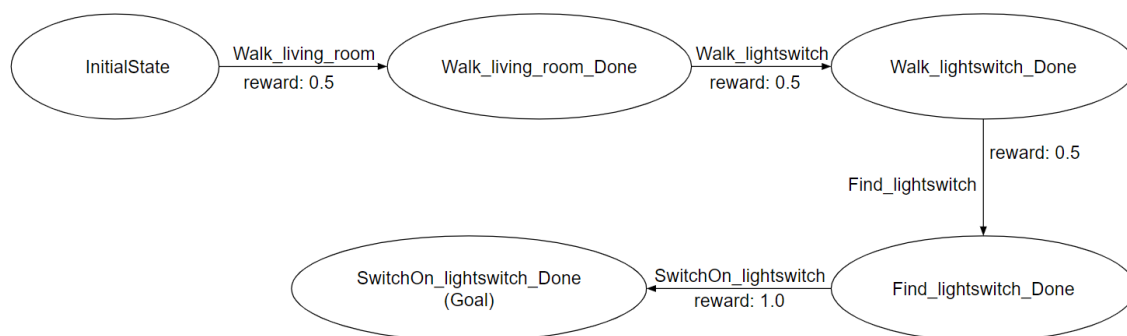 InitialState
Walk_living_room
reward: 0.5
Walk_living_room_Done
Walk_lightswitch
reward: 0.5
Walk_lightswitch_Done
reward: 0.5
Find_lightswitch
Find_lightswitch_Done
SwitchOn_lightswitch
reward: 1.0
SwitchOn_lightswitch_Done
(Goal)